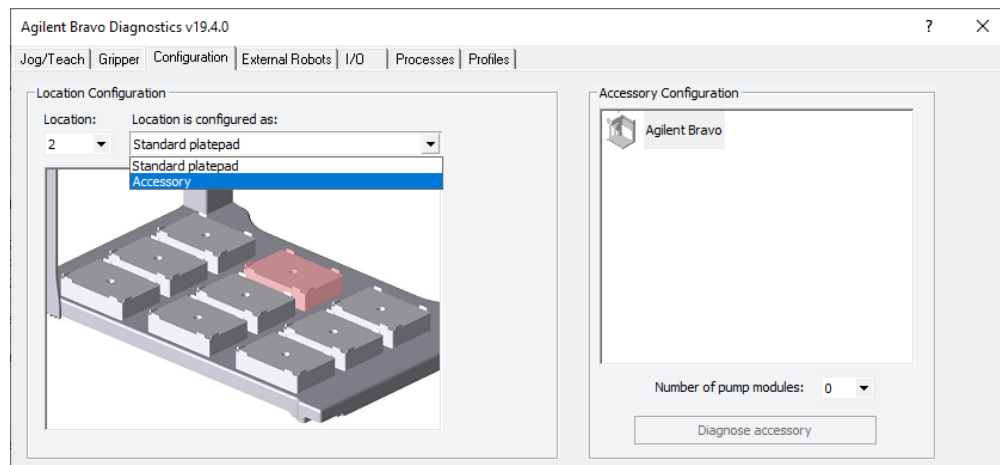 Agilent Bravo Diagnostics v19.4.0 ?
Jog/Teach Gripper Configuration External Robots I/O Processes Profiles
Location Configuration
Location: Location is configured as:
2 Standard platepad
Standard platepad
Accessory
Accessory Configuration
Agilent Bravo
Number of pump modules: 0
Diagnose accessory